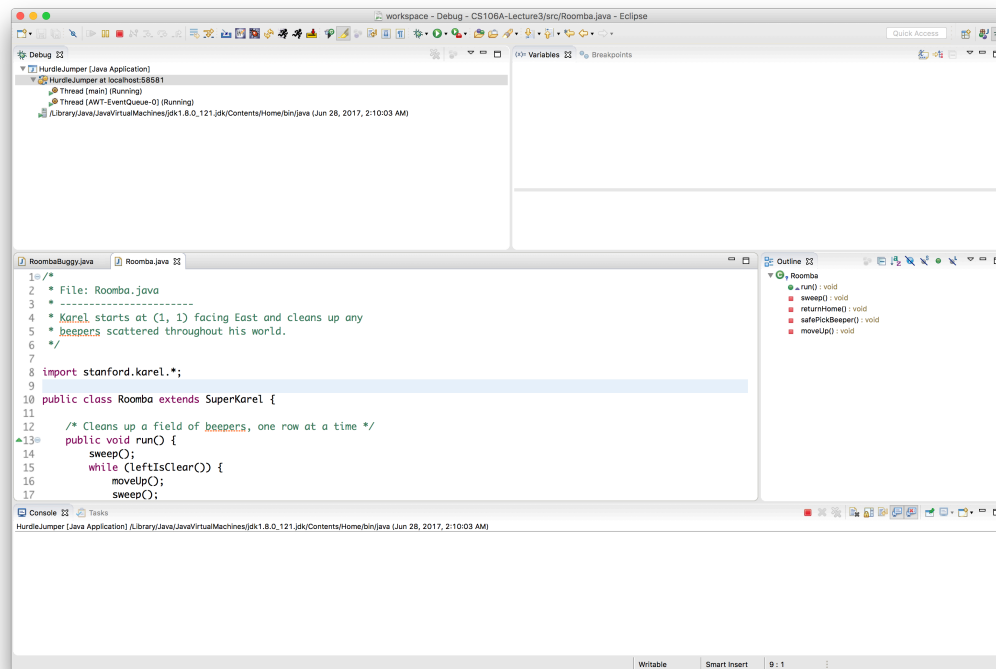 workspace - Debug - CS106A-Lecture3/src/Roomba.java - Eclipse
Quick Access
Debug
HurdleJumper [Java Application]
HurdleJumper at localhost:58581
Thread [main] (Running)
Thread [AWT-EventQueue-0] (Running)
/Library/Java/JavaVirtualMachines/jdk1.8.0_121.jdk/Contents/Home/bin/java (Jun 28, 2017, 2:10:03 AM)
(x)= Variables
Breakpoints
RoombaBuggy.java
Roomba.java
1 /*
2 * File: Roomba.java
3 * -----------------------
4 * Karel starts at (1, 1) facing East and cleans up any
5 * beepers scattered throughout his world.
6 */
7
8 import stanford.karel.*;
9
10 public class Roomba extends SuperKarel {
11
12 /* Cleans up a field of beepers, one row at a time */
13 public void run() {
14 sweep();
15 while (leftIsClear()) {
16 moveUp();
17 sweep();
Outline
Roomba
run() : void
sweep() : void
returnHome() : void
safePickBeeper() : void
moveUp() : void
Console
Tasks
HurdleJumper [Java Application] /Library/Java/JavaVirtualMachines/jdk1.8.0_121.jdk/Contents/Home/bin/java (Jun 28, 2017, 2:10:03 AM)
Writable
Smart Insert
9 : 1